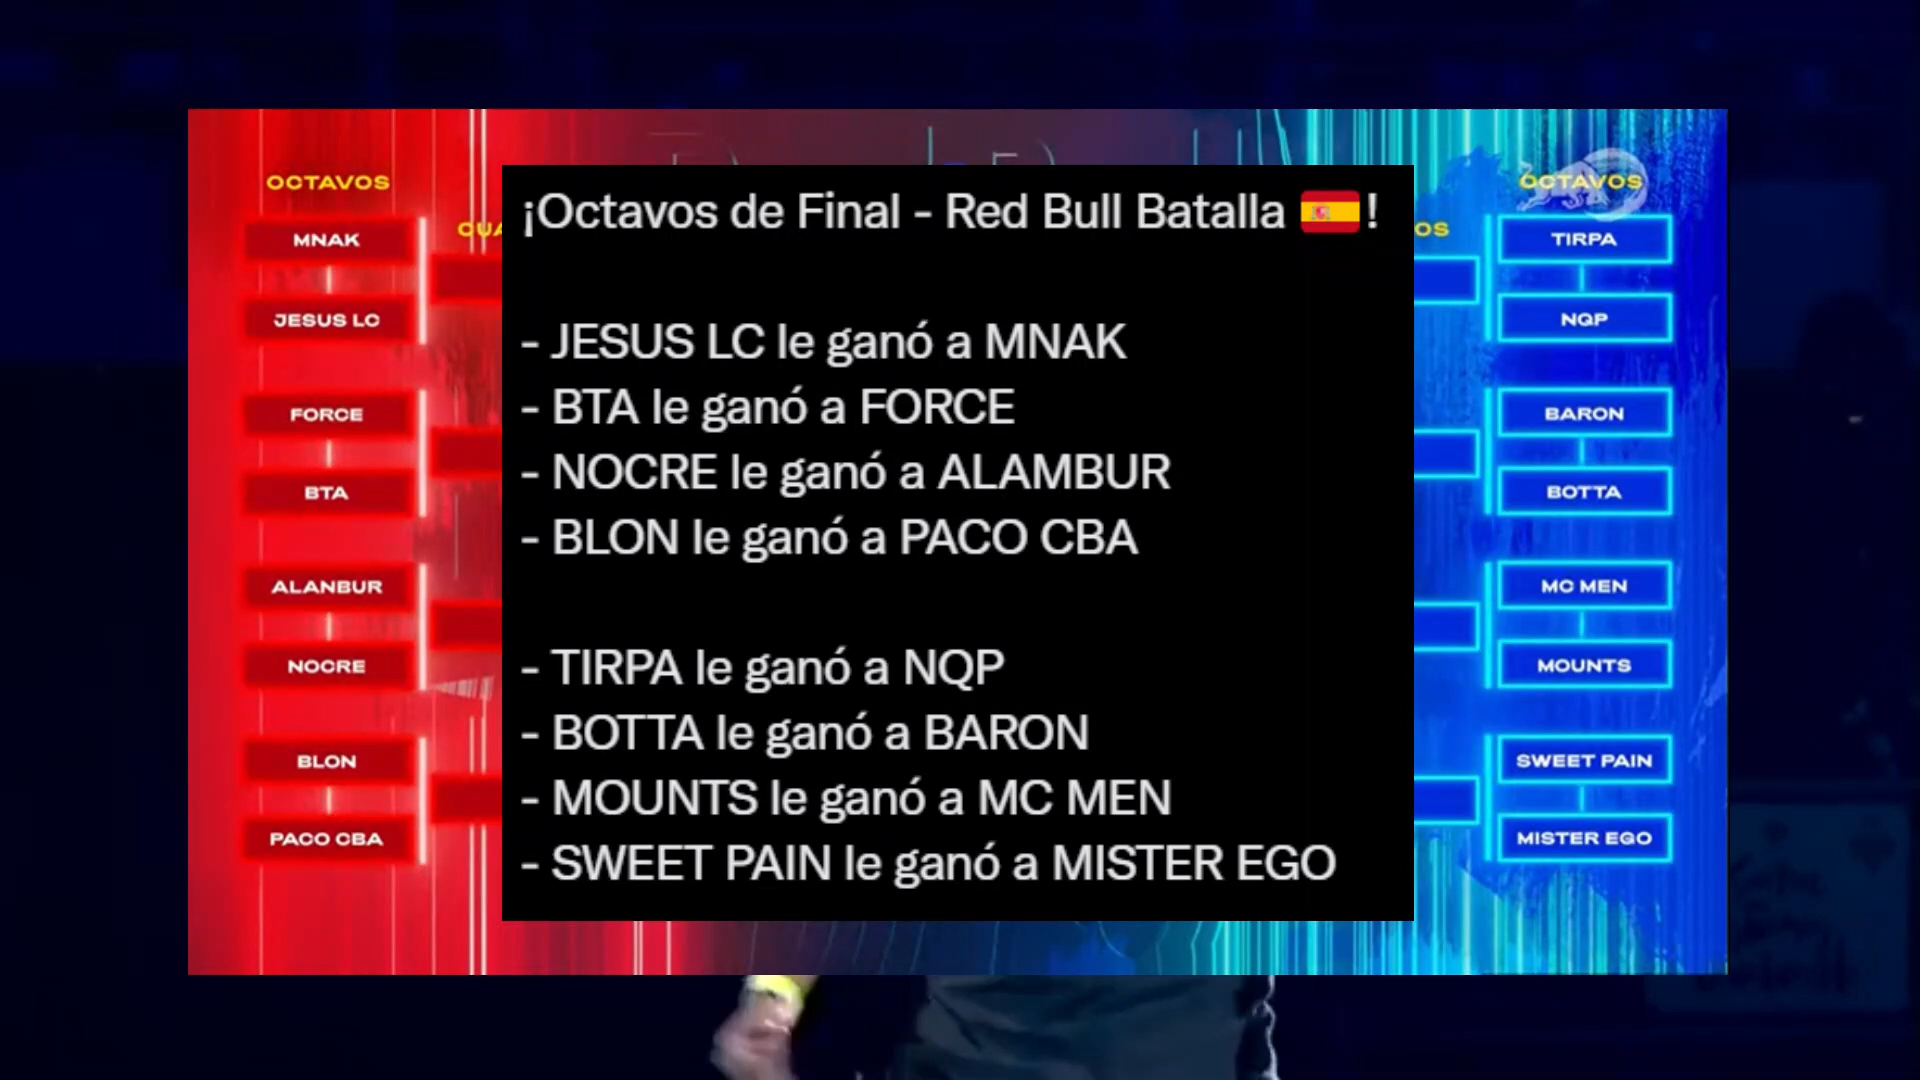 OCTAVOS
MNAK
JESUS LC
FORCE
BTA
ALANBUR
NOCRE
BLON
PACO CBA
¡Octavos de Final - Red Bull Batalla 🇪🇸!
- JESUS LC le ganó a MNAK
- BTA le ganó a FORCE
- NOCRE le ganó a ALAMBUR
- BLON le ganó a PACO CBA
- TIRPA le ganó a NQP
- BOTTA le ganó a BARON
- MOUNTS le ganó a MC MEN
- SWEET PAIN le ganó a MISTER EGO
OCTAVOS
TIRPA
NQP
BARON
BOTTA
MC MEN
MOUNTS
SWEET PAIN
MISTER EGO